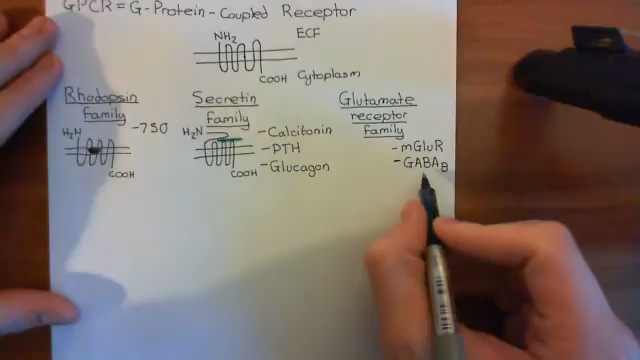 GPCR = G-Protein-Coupled Receptor
NH2
ECF
COOH
Cytoplasm
Rhodopsin
family
-750
H2N
COOH
Secretin
family
H2N
-Calcitonin
-PTH
-Glucagon
COOH
Glutamate
receptor
family
-mGluR
-GABAB